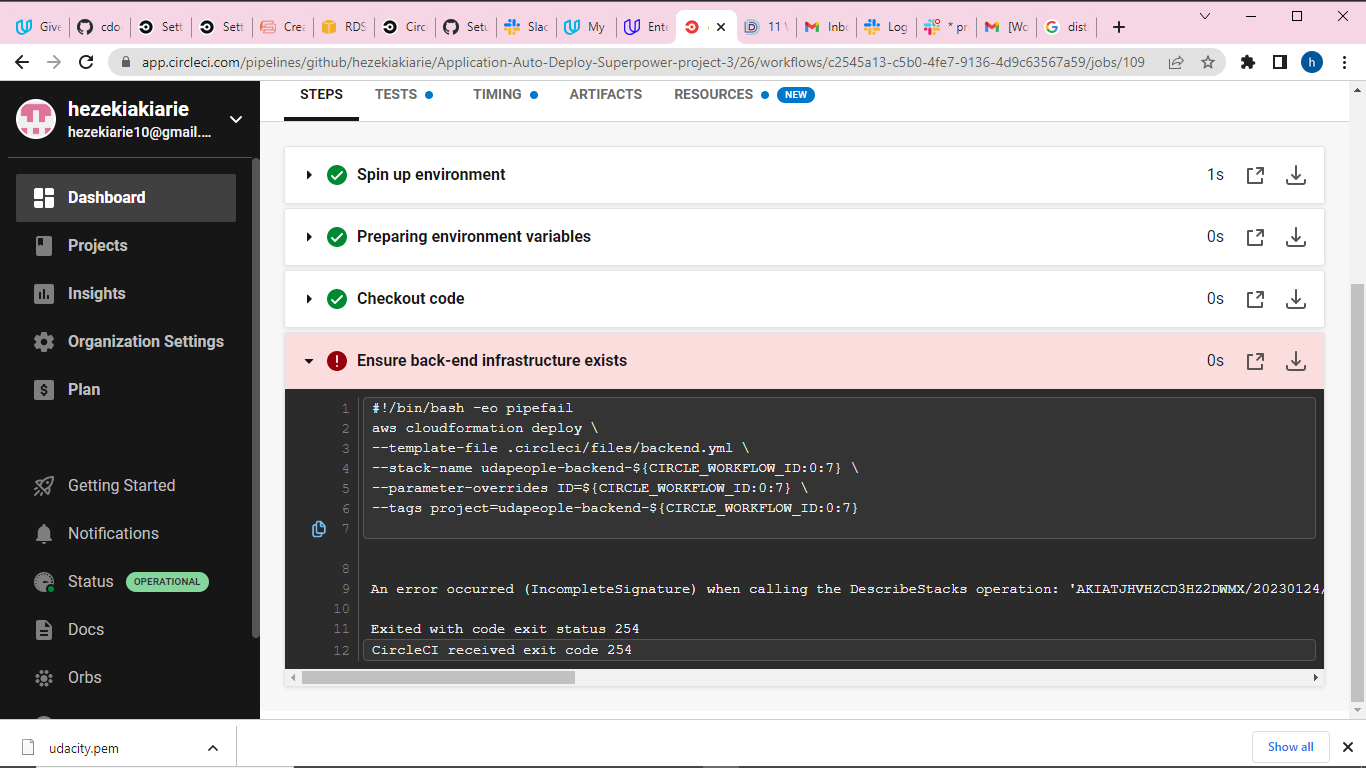 Give
cdo
Sett
Sett
Crea
RDS
Circ
Setu
Slac
My
Ente
11 \
Inbo
Log
* pr
[Wo
dist
app.circleci.com/pipelines/github/hezekiakiarie/Application-Auto-Deploy-Superpower-project-3/26/workflows/c2545a13-c5b0-4fe7-9136-4d9c63567a59/jobs/109
h
hezekiakiarie
hezekiarie10@gmail....
Dashboard
Projects
Insights
Organization Settings
Plan
Getting Started
Notifications
Status OPERATIONAL
Docs
Orbs
STEPS TESTS TIMING ARTIFACTS RESOURCES NEW
Spin up environment 1s
Preparing environment variables 0s
Checkout code 0s
Ensure back-end infrastructure exists 0s
1 #!/bin/bash -eo pipefail
2 aws cloudformation deploy \
3 --template-file .circleci/files/backend.yml \
4 --stack-name udapeople-backend-${CIRCLE_WORKFLOW_ID:0:7} \
5 --parameter-overrides ID=${CIRCLE_WORKFLOW_ID:0:7} \
6 --tags project=udapeople-backend-${CIRCLE_WORKFLOW_ID:0:7}
7
8
9 An error occurred (IncompleteSignature) when calling the DescribeStacks operation: 'AKIATJHVHZCD3HZ2DWMX/20230124/
10
11 Exited with code exit status 254
12 CircleCI received exit code 254
udacity.pem
Show all